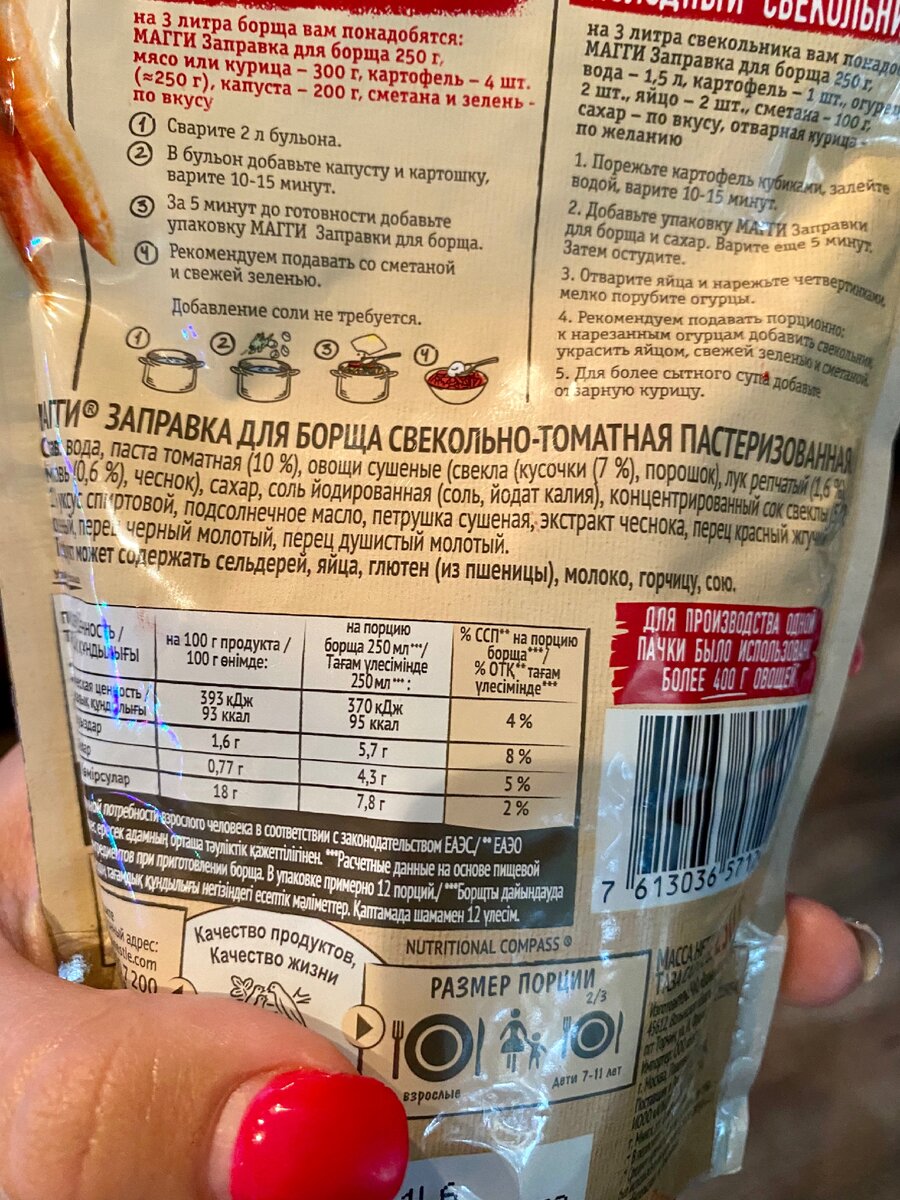 на 3 литра борща вам понадобятся:
МАГГИ Заправка для борща 250 г,
мясо или курица – 300 г, картофель – 4 шт.
(≈250 г), капуста – 200 г, сметана и зелень -
по вкусу
1 Сварите 2 л бульона.
2 В бульон добавьте капусту и картошку,
варите 10-15 минут.
3 За 5 минут до готовности добавьте
упаковку МАГГИ Заправки для борща.
4 Рекомендуем подавать со сметаной
и свежей зеленью.
Добавление соли не требуется.
1 2 3 4
на 3 литра свекольника вам
МАГГИ Заправка для борща 250 г,
вода – 1,5 л, картофель – 1 шт.,
2 шт., яйцо – 2 шт., сметана – 100 г,
сахар – по вкусу, отварная курица –
по желанию
1. Порежьте картофель кубиками, залейте
водой, варите 10-15 минут.
2. Добавьте упаковку МАГГИ Заправки
для борща и сахар. Варите еще 5 минут.
Затем остудите.
3. Отварите яйца и нарежьте четвертинками,
мелко порубите огурцы.
4. Рекомендуем подавать порционно:
к нарезанным огурцам добавить свекольник,
украсить яйцом, свежей зеленью и сметаной.
5. Для более сытного супа добавьте
отварную курицу.
ЗАПРАВКА ДЛЯ БОРЩА СВЕКОЛЬНО-ТОМАТНАЯ ПАСТЕРИЗОВАННАЯ
вода, паста томатная (10 %), овощи сушеные (свекла (кусочки (7 %), порошок), лук репчатый (1,6 %),
(0,6 %), чеснок), сахар, соль йодированная (соль, йодат калия), концентрированный сок свеклы
спиртовой, подсолнечное масло, петрушка сушеная, экстракт чеснока, перец красный жгучий
перец черный молотый, перец душистый молотый.
может содержать сельдерей, яйца, глютен (из пшеницы), молоко, горчицу, сою.
на 100 г продукта /
100 г өнімде:
на порцию
борща 250 мл***/
Тағам үлесімінде
250 мл***:
% ССП** на порцию
борща***/
% ОТҚ** тағам
үлесімінде***
393 кДж
93 ккал
370 кДж
95 ккал
4 %
1,6 г
5,7 г
8 %
0,77 г
4,3 г
5 %
18 г
7,8 г
2 %
потребности взрослого человека в соответствии с законодательством ЕАЭС/** ЕАЭО
адамның орташа тәуліктік қажеттілігінен. ***Расчетные данные на основе пищевой
при приготовлении борща. В упаковке примерно 12 порций/ ***Борщты дайындауда
тағамдық құндылығы негізіндегі есептік мәліметтер. Қаптамада шамамен 12 үлесім.
ДЛЯ ПРОИЗВОДСТВА ОДНОЙ
ПАЧКИ БЫЛО ИСПОЛЬЗОВАНО
БОЛЕЕ 400 Г ОВОЩЕЙ
7 613036
адрес:
200
Качество продуктов,
Качество жизни
NUTRITIONAL COMPASS ®
РАЗМЕР ПОРЦИИ
2/3
взрослые
дети 7-11 лет